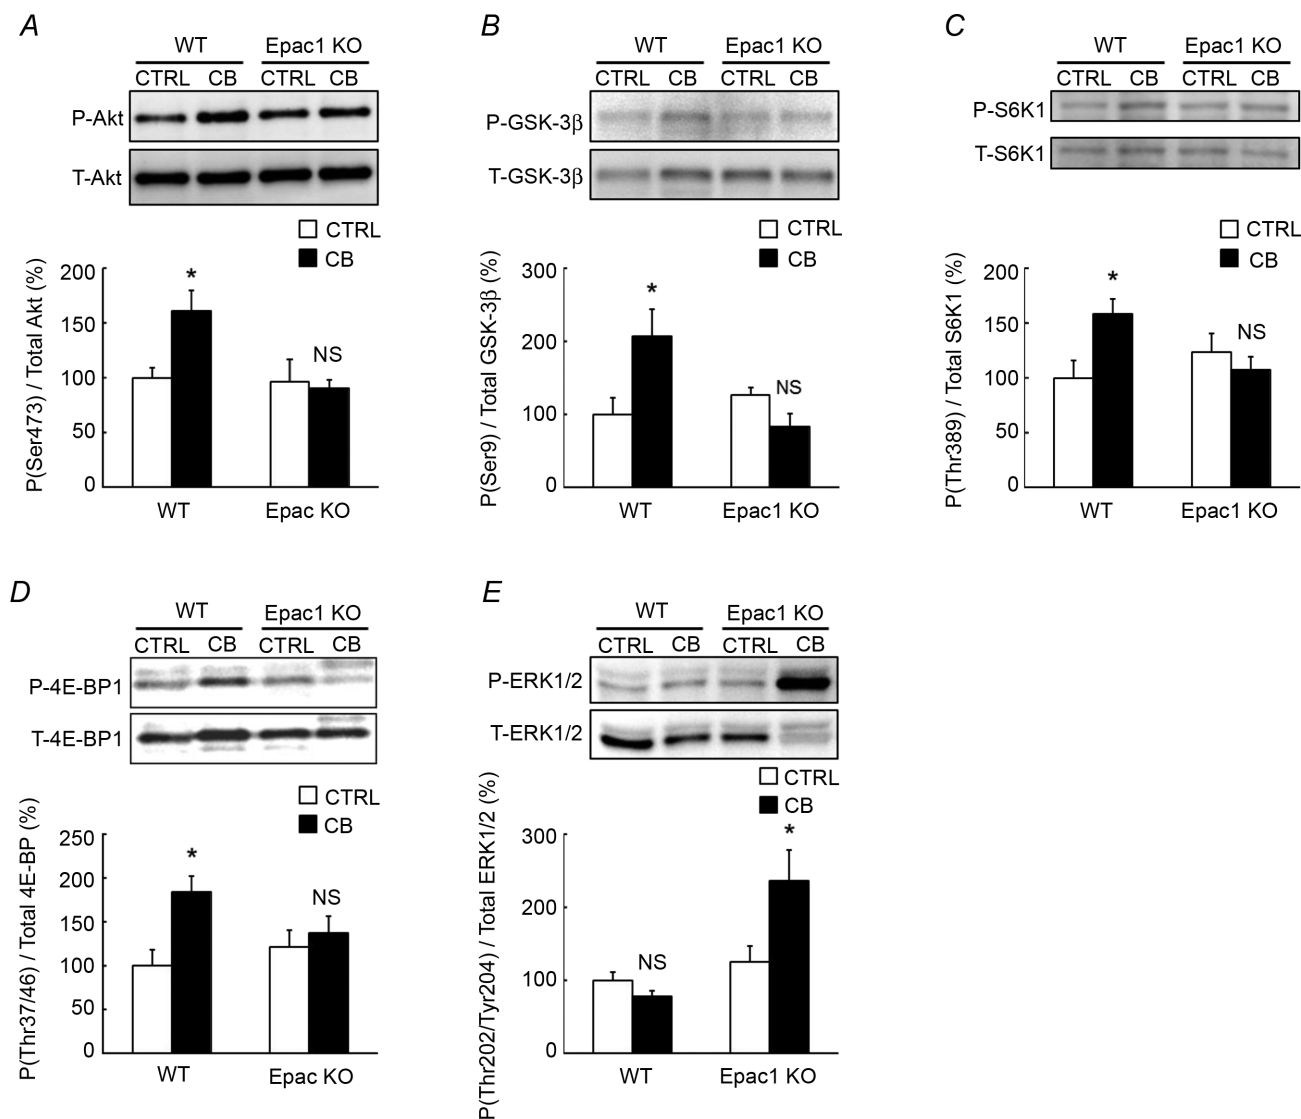 A
WT Epac1 KO
CTRL CB CTRL CB
P-Akt
T-Akt
CTRL
CB
P(Ser473) / Total Akt (%)
200
150
100
50
0
*
NS
WT Epac KO
B
WT Epac1 KO
CTRL CB CTRL CB
P-GSK-3β
T-GSK-3β
CTRL
CB
P(Ser9) / Total GSK-3β (%)
300
200
100
0
*
NS
WT Epac1 KO
C
WT Epac1 KO
CTRL CB CTRL CB
P-S6K1
T-S6K1
CTRL
CB
P(Thr389) / Total S6K1 (%)
200
150
100
50
0
*
NS
WT Epac1 KO
D
WT Epac1 KO
CTRL CB CTRL CB
P-4E-BP1
T-4E-BP1
CTRL
CB
P(Thr37/46) / Total 4E-BP (%)
250
200
150
100
50
0
*
NS
WT Epac KO
E
WT Epac1 KO
CTRL CB CTRL CB
P-ERK1/2
T-ERK1/2
CTRL
CB
P(Thr202/Tyr204) / Total ERK1/2 (%)
300
200
100
0
NS
*
WT Epac1 KO